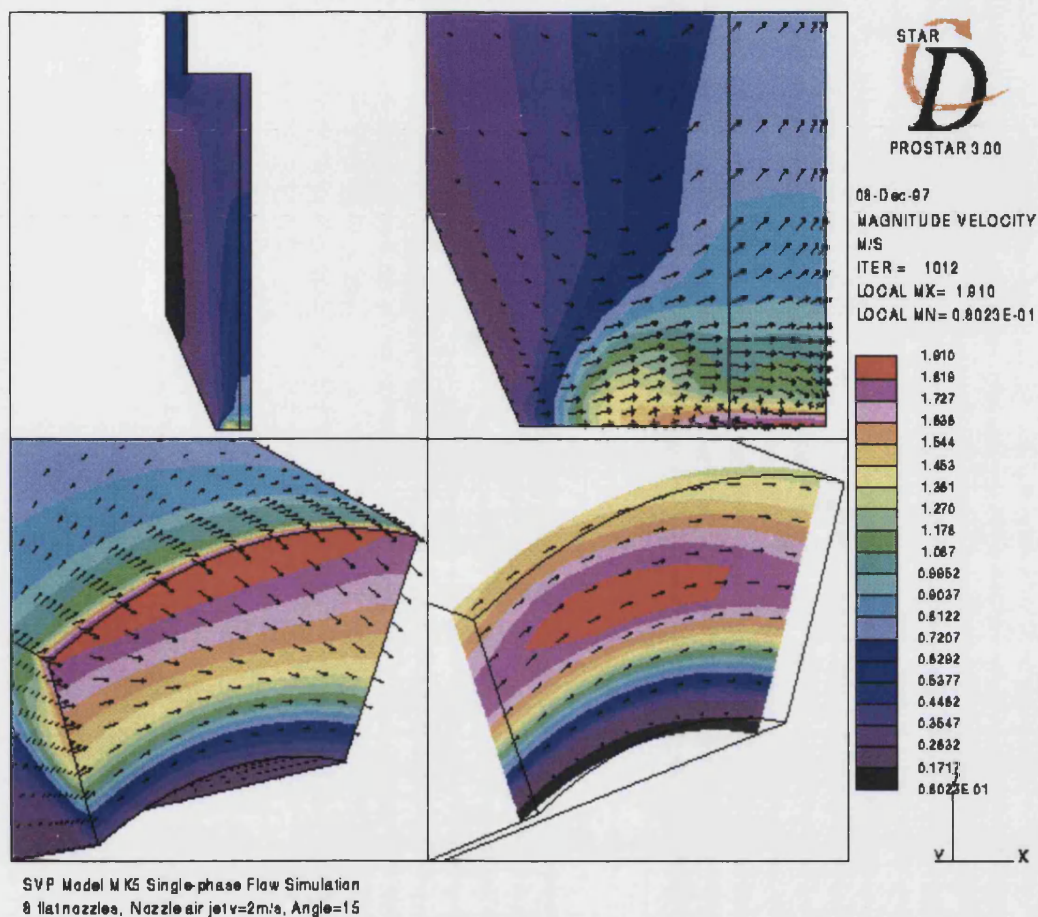 STAR
CD
PROSTAR 3.00
08-Dec-97
MAGNITUDE VELOCITY
M/S
ITER = 1012
LOCAL MX= 1.910
LOCAL MN= 0.8023E-01
1.910
1.819
1.727
1.636
1.544
1.453
1.361
1.270
1.178
1.087
0.9952
0.9037
0.8122
0.7207
0.6292
0.5377
0.4462
0.3547
0.2632
0.1717
0.8023E-01
Y X
SVP Model MK5 Single-phase Flow Simulation
8 flat nozzles, Nozzle air jet v=2m/s, Angle=15